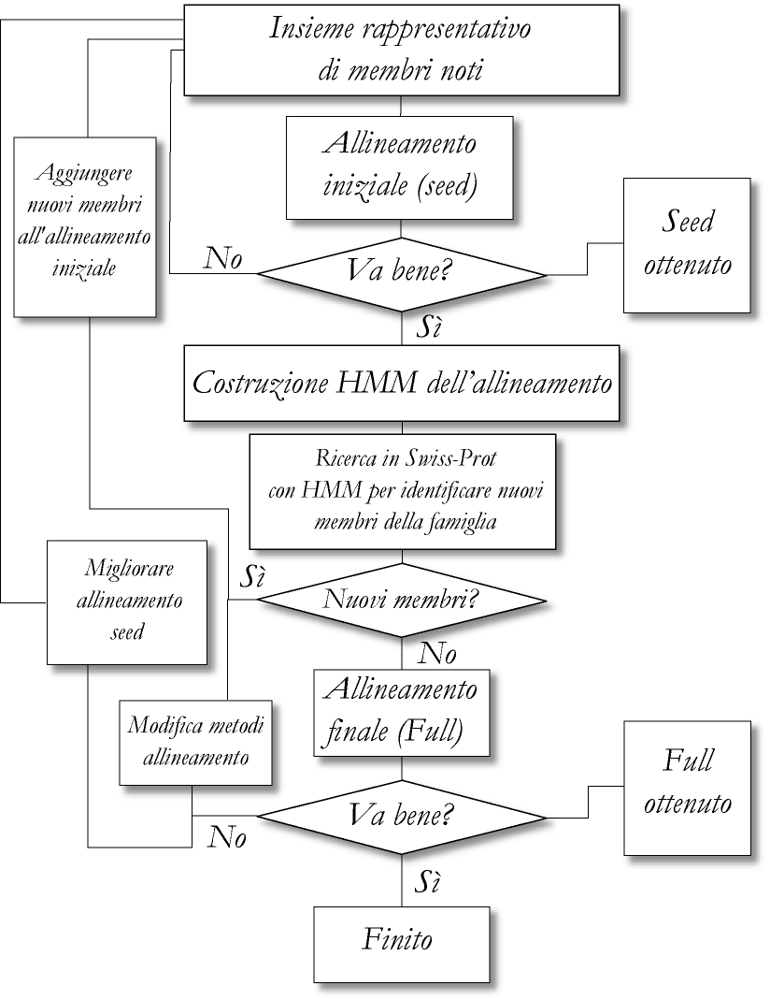 Insieme rappresentativo
di membri noti
Allineamento
iniziale (seed)
Aggiungere
nuovi membri
all'allineamento
iniziale
Seed
ottenuto
No
Va bene?
Sì
Costruzione HMM dell'allineamento
Ricerca in Swiss-Prot
con HMM per identificare nuovi
membri della famiglia
Migliorare
allineamento
seed
Sì
Nuovi membri?
No
Allineamento
finale (Full)
Modifica metodi
allineamento
Full
ottenuto
Va bene?
No
Sì
Finito